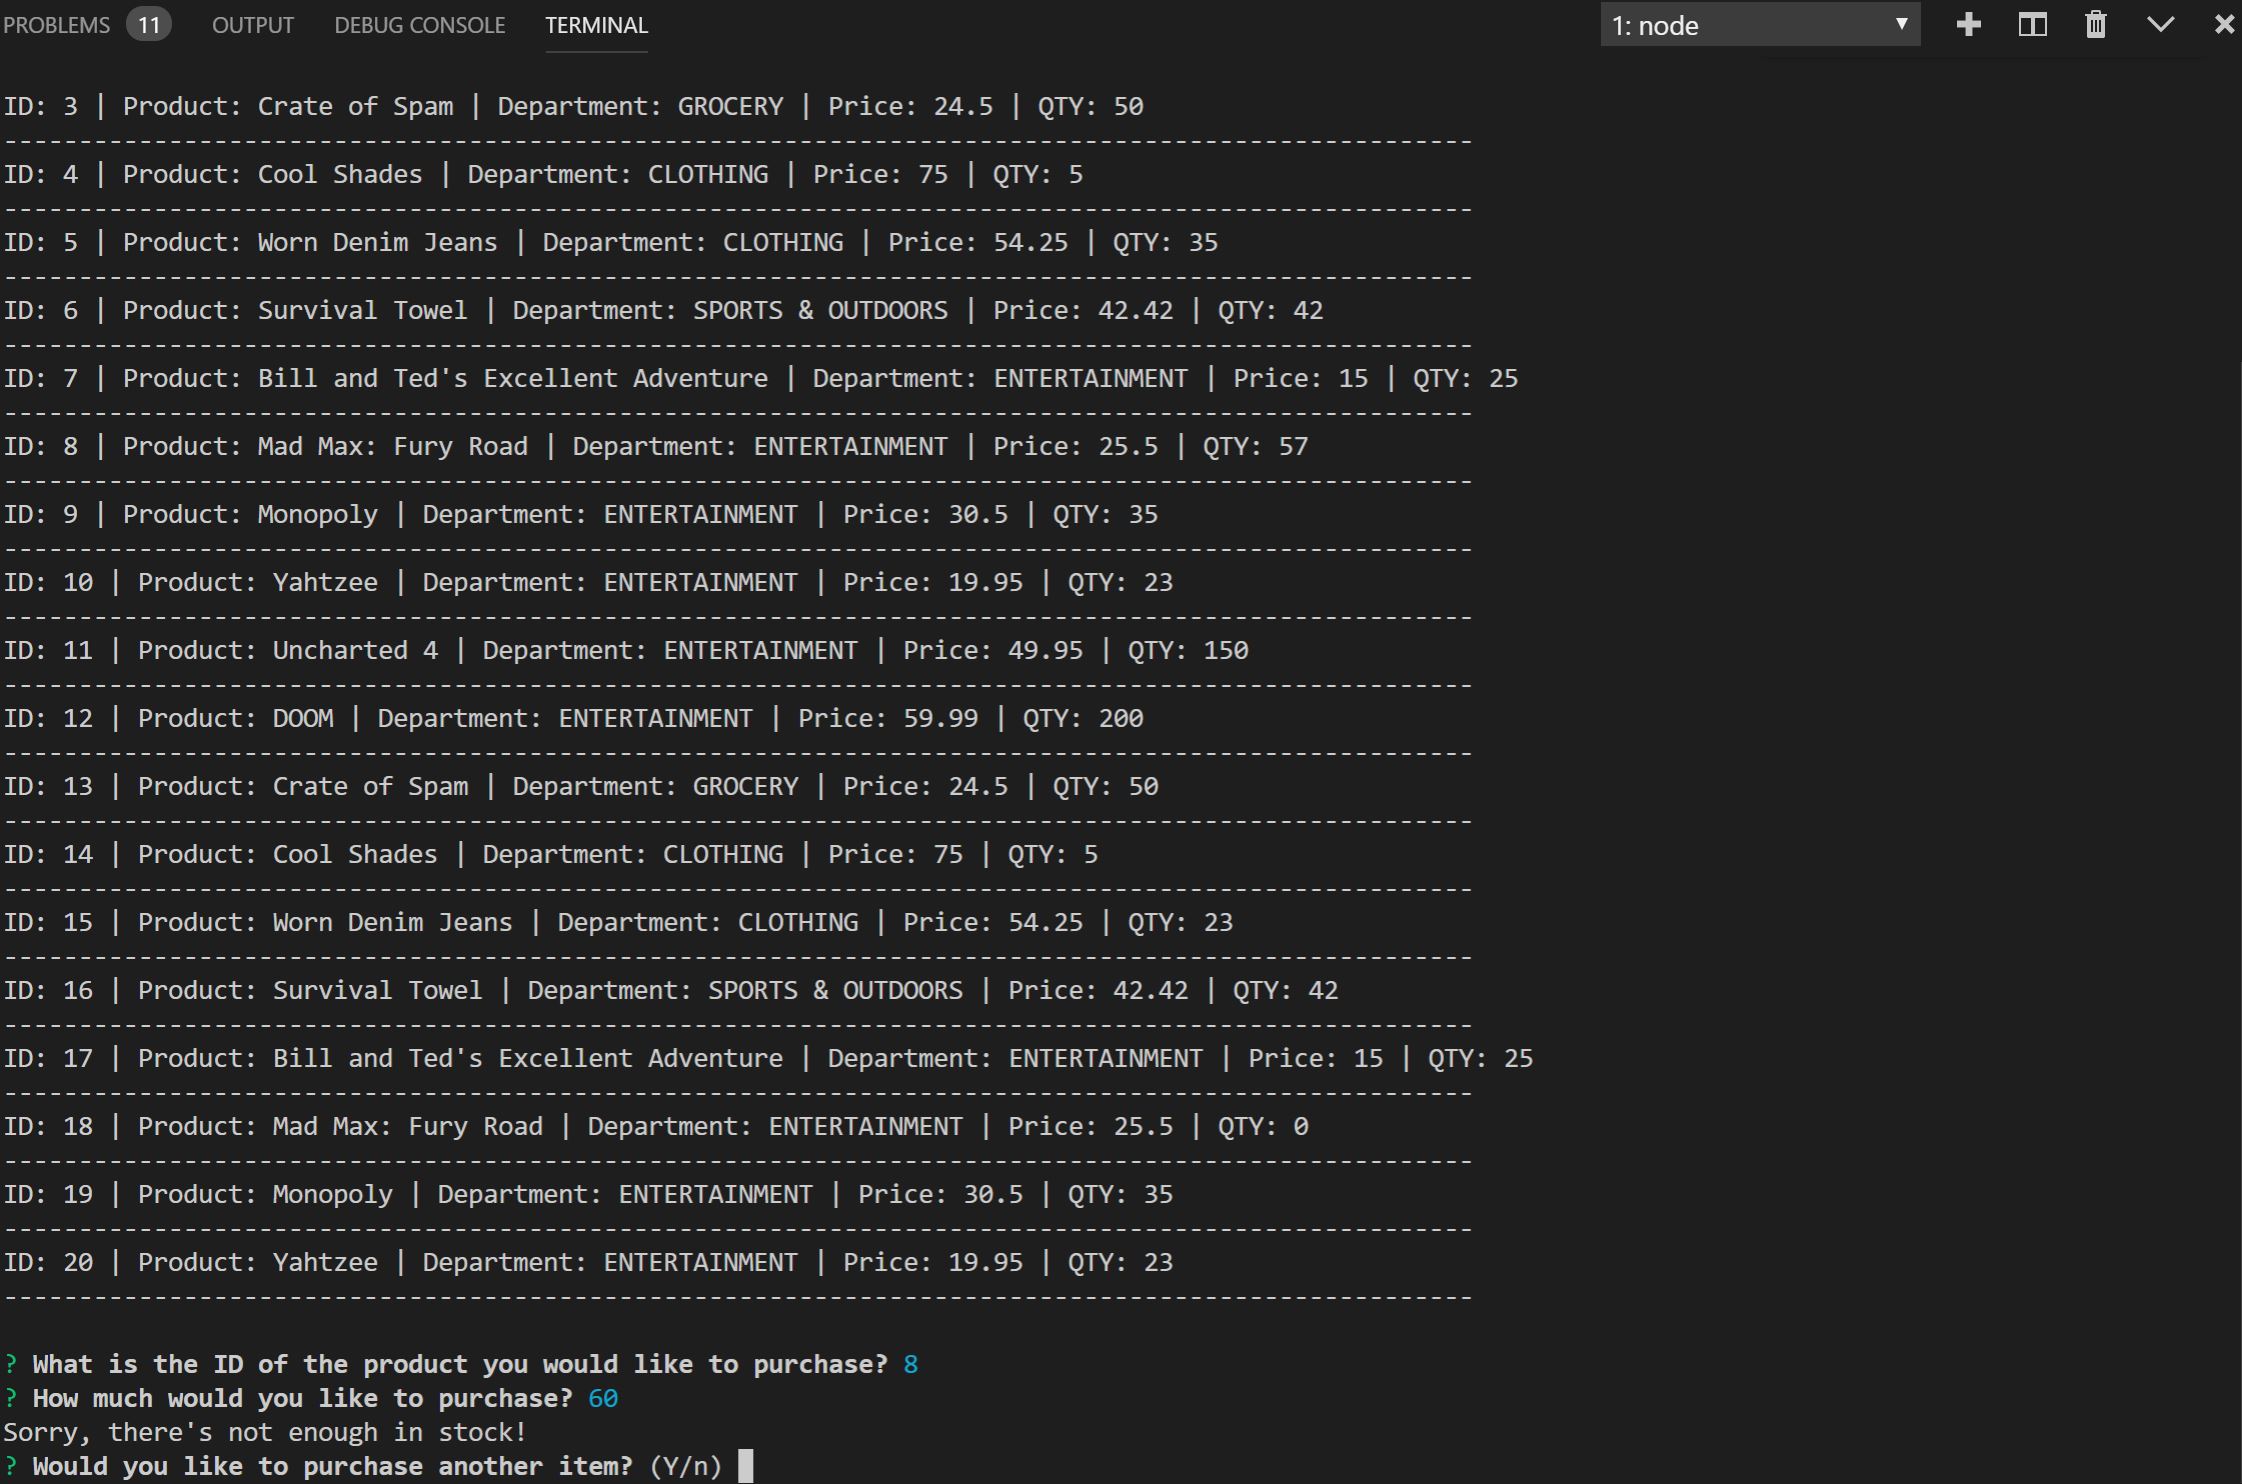 PROBLEMS 11 OUTPUT DEBUG CONSOLE TERMINAL 1: node
ID: 3 | Product: Crate of Spam | Department: GROCERY | Price: 24.5 | QTY: 50
--------------------------------------------------------------------------------------------------
ID: 4 | Product: Cool Shades | Department: CLOTHING | Price: 75 | QTY: 5
--------------------------------------------------------------------------------------------------
ID: 5 | Product: Worn Denim Jeans | Department: CLOTHING | Price: 54.25 | QTY: 35
--------------------------------------------------------------------------------------------------
ID: 6 | Product: Survival Towel | Department: SPORTS & OUTDOORS | Price: 42.42 | QTY: 42
--------------------------------------------------------------------------------------------------
ID: 7 | Product: Bill and Ted's Excellent Adventure | Department: ENTERTAINMENT | Price: 15 | QTY: 25
--------------------------------------------------------------------------------------------------
ID: 8 | Product: Mad Max: Fury Road | Department: ENTERTAINMENT | Price: 25.5 | QTY: 57
--------------------------------------------------------------------------------------------------
ID: 9 | Product: Monopoly | Department: ENTERTAINMENT | Price: 30.5 | QTY: 35
--------------------------------------------------------------------------------------------------
ID: 10 | Product: Yahtzee | Department: ENTERTAINMENT | Price: 19.95 | QTY: 23
--------------------------------------------------------------------------------------------------
ID: 11 | Product: Uncharted 4 | Department: ENTERTAINMENT | Price: 49.95 | QTY: 150
--------------------------------------------------------------------------------------------------
ID: 12 | Product: DOOM | Department: ENTERTAINMENT | Price: 59.99 | QTY: 200
--------------------------------------------------------------------------------------------------
ID: 13 | Product: Crate of Spam | Department: GROCERY | Price: 24.5 | QTY: 50
--------------------------------------------------------------------------------------------------
ID: 14 | Product: Cool Shades | Department: CLOTHING | Price: 75 | QTY: 5
--------------------------------------------------------------------------------------------------
ID: 15 | Product: Worn Denim Jeans | Department: CLOTHING | Price: 54.25 | QTY: 23
--------------------------------------------------------------------------------------------------
ID: 16 | Product: Survival Towel | Department: SPORTS & OUTDOORS | Price: 42.42 | QTY: 42
--------------------------------------------------------------------------------------------------
ID: 17 | Product: Bill and Ted's Excellent Adventure | Department: ENTERTAINMENT | Price: 15 | QTY: 25
--------------------------------------------------------------------------------------------------
ID: 18 | Product: Mad Max: Fury Road | Department: ENTERTAINMENT | Price: 25.5 | QTY: 0
--------------------------------------------------------------------------------------------------
ID: 19 | Product: Monopoly | Department: ENTERTAINMENT | Price: 30.5 | QTY: 35
--------------------------------------------------------------------------------------------------
ID: 20 | Product: Yahtzee | Department: ENTERTAINMENT | Price: 19.95 | QTY: 23
--------------------------------------------------------------------------------------------------
? What is the ID of the product you would like to purchase? 8
? How much would you like to purchase? 60
Sorry, there's not enough in stock!
? Would you like to purchase another item? (Y/n)